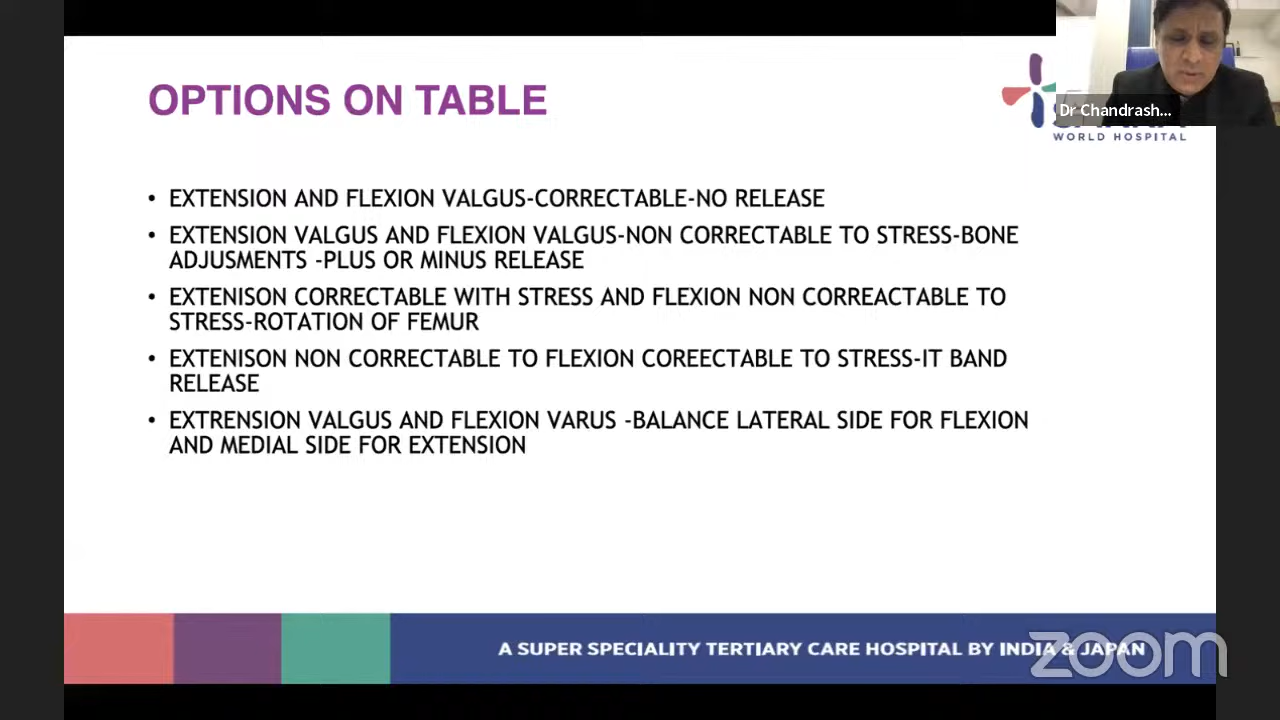 OPTIONS ON TABLE
Dr Chandrash...
WORLD HOSPITAL
• EXTENSION AND FLEXION VALGUS-CORRECTABLE-NO RELEASE
• EXTENSION VALGUS AND FLEXION VALGUS-NON CORRECTABLE TO STRESS-BONE
ADJUSMENTS -PLUS OR MINUS RELEASE
• EXTENISON CORRECTABLE WITH STRESS AND FLEXION NON CORREACTABLE TO
STRESS-ROTATION OF FEMUR
• EXTENISON NON CORRECTABLE TO FLEXION COREECTABLE TO STRESS-IT BAND
RELEASE
• EXTRENSION VALGUS AND FLEXION VARUS -BALANCE LATERAL SIDE FOR FLEXION
AND MEDIAL SIDE FOR EXTENSION
A SUPER SPECIALITY TERTIARY CARE HOSPITAL BY INDIA & JAPAN
zoom